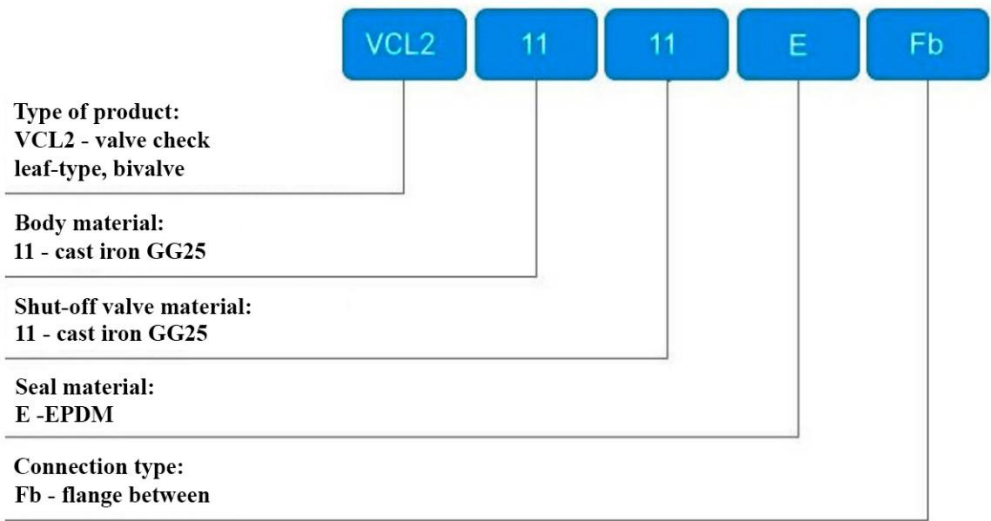 VCL2 11 11 E Fb
Type of product:
VCL2 - valve check
leaf-type, bivalve
Body material:
11 - cast iron GG25
Shut-off valve material:
11 - cast iron GG25
Seal material:
E -EPDM
Connection type:
Fb - flange between